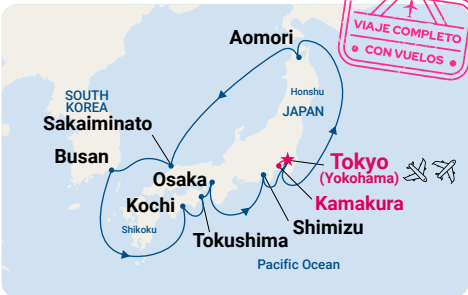 VIAJE COMPLETO
CON VUELOS
Aomori
Honshu
SOUTH
KOREA
JAPAN
Sakaiminato
Busan
Tokyo
(Yokohama)
Osaka
Kochi
Kamakura
Shikoku
Shimizu
Tokushima
Pacific Ocean